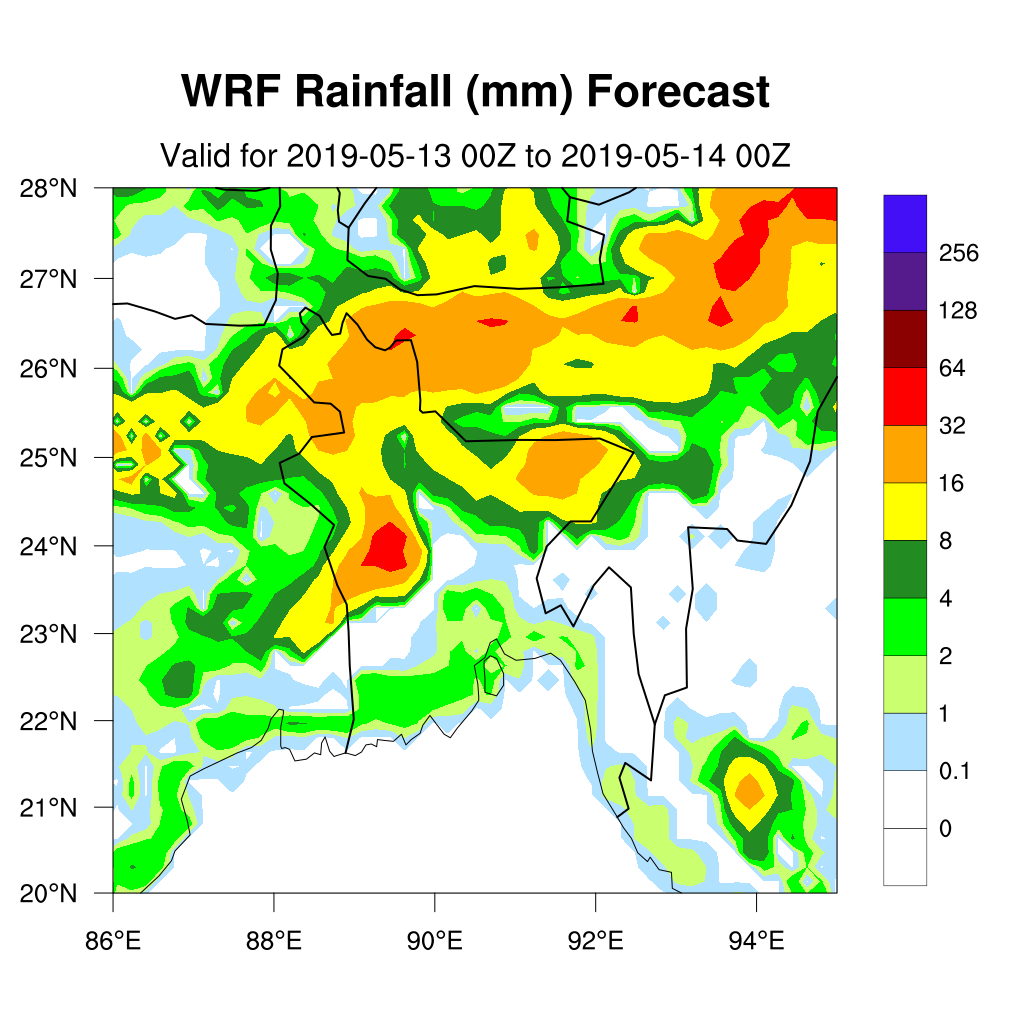 WRF Rainfall (mm) Forecast
Valid for 2019-05-13 00Z to 2019-05-14 00Z
28°N
27°N
26°N
25°N
24°N
23°N
22°N
21°N
20°N
86°E
88°E
90°E
92°E
94°E
256
128
64
32
16
8
4
2
1
0.1
0